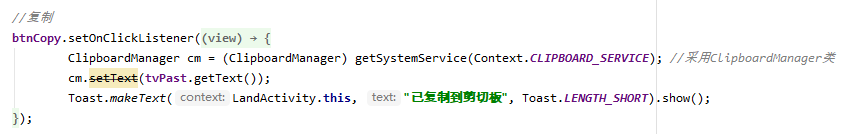 //复制
btnCopy.setOnClickListener((view) → {
ClipboardManager cm = (ClipboardManager) getSystemService(Context.CLIPBOARD_SERVICE); //采用ClipboardManager类
cm.setText(tvPast.getText());
Toast.makeText( context: LandActivity.this, text: "已复制到剪切板", Toast.LENGTH_SHORT).show();
});